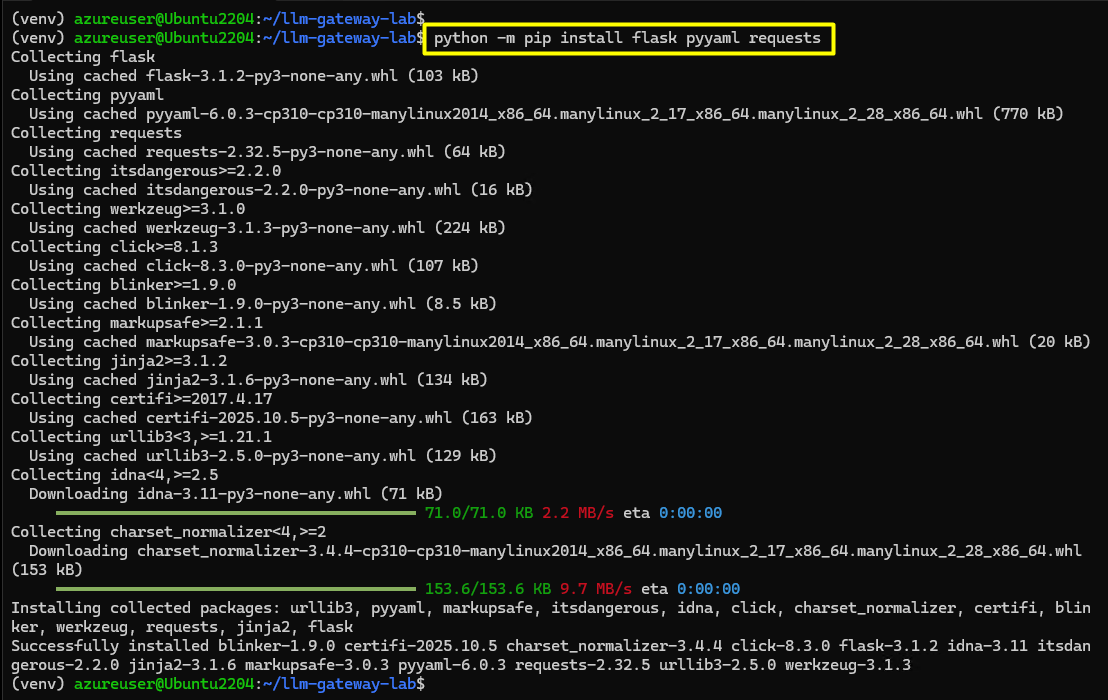 (venv) azureuser@Ubuntu2204:~/llm-gateway-lab$
(venv) azureuser@Ubuntu2204:~/llm-gateway-lab$ python -m pip install flask pyyaml requests
Collecting flask
  Using cached flask-3.1.2-py3-none-any.whl (103 kB)
Collecting pyyaml
  Using cached pyyaml-6.0.3-cp310-cp310-manylinux2014_x86_64.manylinux_2_17_x86_64.manylinux_2_28_x86_64.whl (770 kB)
Collecting requests
  Using cached requests-2.32.5-py3-none-any.whl (64 kB)
Collecting itsdangerous>=2.2.0
  Using cached itsdangerous-2.2.0-py3-none-any.whl (16 kB)
Collecting werkzeug>=3.1.0
  Using cached werkzeug-3.1.3-py3-none-any.whl (224 kB)
Collecting click>=8.1.3
  Using cached click-8.3.0-py3-none-any.whl (107 kB)
Collecting blinker>=1.9.0
  Using cached blinker-1.9.0-py3-none-any.whl (8.5 kB)
Collecting markupsafe>=2.1.1
  Using cached markupsafe-3.0.3-cp310-cp310-manylinux2014_x86_64.manylinux_2_17_x86_64.manylinux_2_28_x86_64.whl (20 kB)
Collecting jinja2>=3.1.2
  Using cached jinja2-3.1.6-py3-none-any.whl (134 kB)
Collecting certifi>=2017.4.17
  Using cached certifi-2025.10.5-py3-none-any.whl (163 kB)
Collecting urllib3<3,>=1.21.1
  Using cached urllib3-2.5.0-py3-none-any.whl (129 kB)
Collecting idna<4,>=2.5
  Downloading idna-3.11-py3-none-any.whl (71 kB)
71.0/71.0 KB 2.2 MB/s eta 0:00:00
Collecting charset_normalizer<4,>=2
  Downloading charset_normalizer-3.4.4-cp310-cp310-manylinux2014_x86_64.manylinux_2_17_x86_64.manylinux_2_28_x86_64.whl
(153 kB)
153.6/153.6 KB 9.7 MB/s eta 0:00:00
Installing collected packages: urllib3, pyyaml, markupsafe, itsdangerous, idna, click, charset_normalizer, certifi, blin
ker, werkzeug, requests, jinja2, flask
Successfully installed blinker-1.9.0 certifi-2025.10.5 charset_normalizer-3.4.4 click-8.3.0 flask-3.1.2 idna-3.11 itsdan
gerous-2.2.0 jinja2-3.1.6 markupsafe-3.0.3 pyyaml-6.0.3 requests-2.32.5 urllib3-2.5.0 werkzeug-3.1.3
(venv) azureuser@Ubuntu2204:~/llm-gateway-lab$